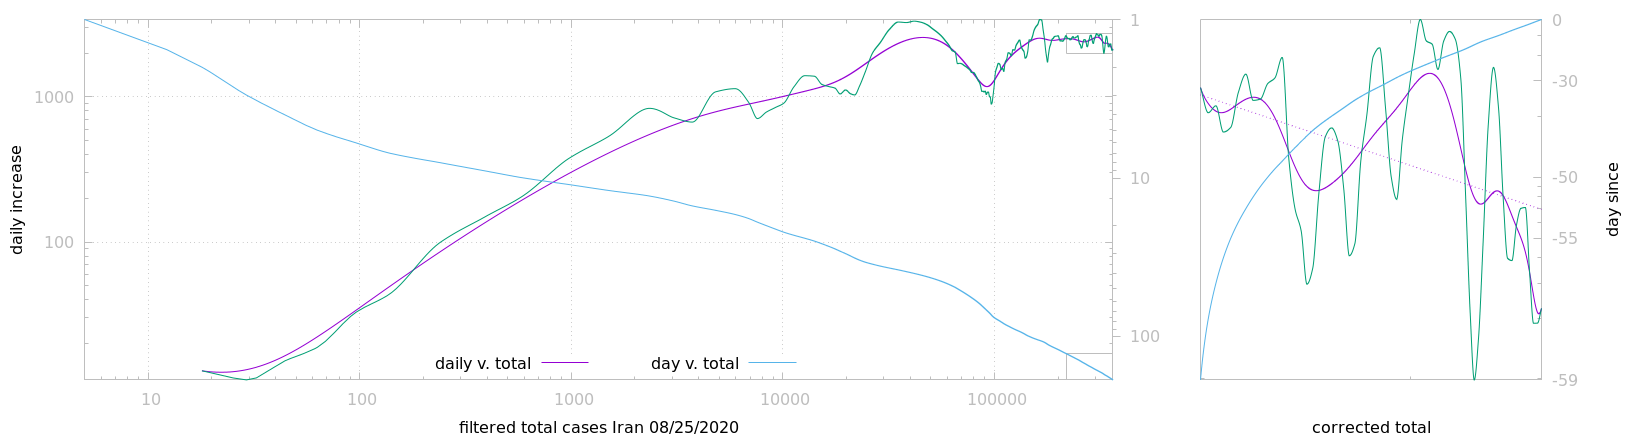 1000
100
daily increase
1
10
100
daily v. total
day v. total
10
100
1000
10000
100000
filtered total cases Iran 08/25/2020
0
-30
-50
-55
-59
day since
corrected total